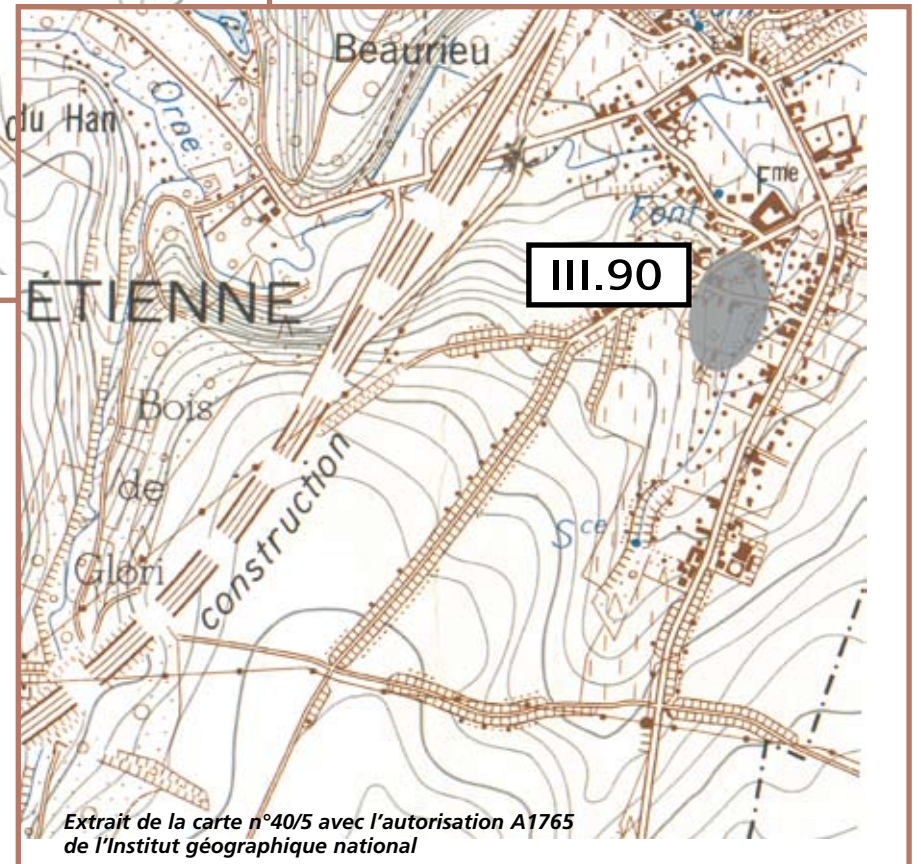 Beaurieu
Orne
du Han
Fme
Font
III.90
ÉTIENNE
Bois
de
Glori
construction
Sce
Extrait de la carte n°40/5 avec l'autorisation A1765
de l'Institut géographique national